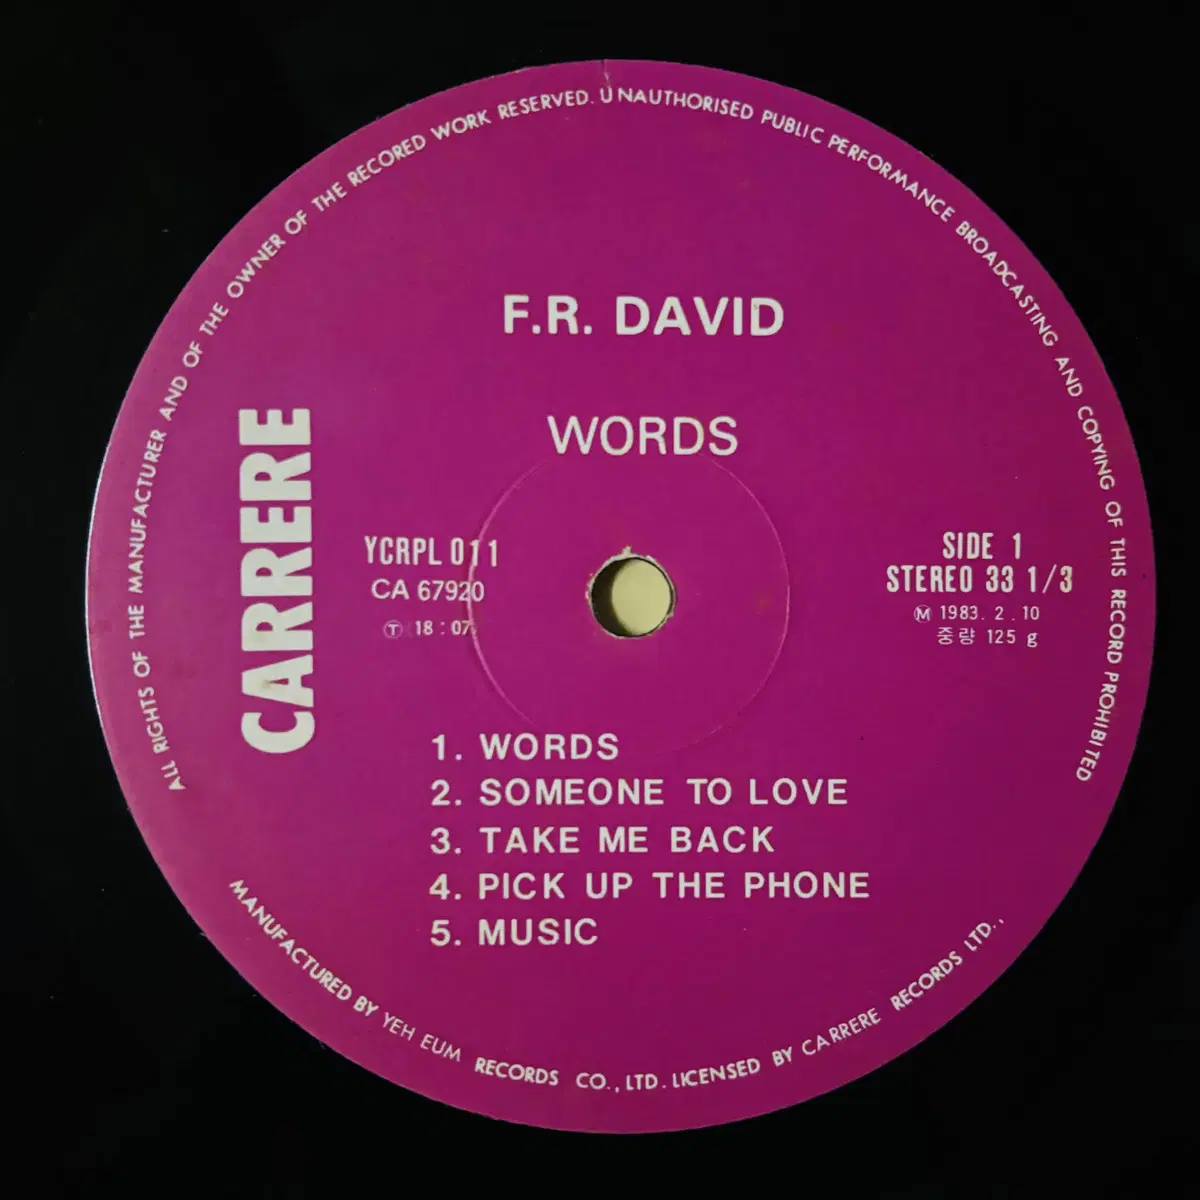 ALL RIGHTS OF THE MANUFACTURER AND OF THE OWNER OF THE RECORED WORK RESERVED. UNAUTHORISED PUBLIC PERFORMANCE BROADCASTING AND COPYING OF THIS RECORD PROHIBITED
F.R. DAVID
WORDS
CARRERE
YCRPL 011
CA 67920
Ⓣ 18 : 07
SIDE 1
STEREO 33 1/3
Ⓜ 1983. 2. 10
중량 125 g
1. WORDS
2. SOMEONE TO LOVE
3. TAKE ME BACK
4. PICK UP THE PHONE
5. MUSIC
MANUFACTURED BY YEH EUM RECORDS CO., LTD. LICENSED BY CARRERE RECORDS LTD.,